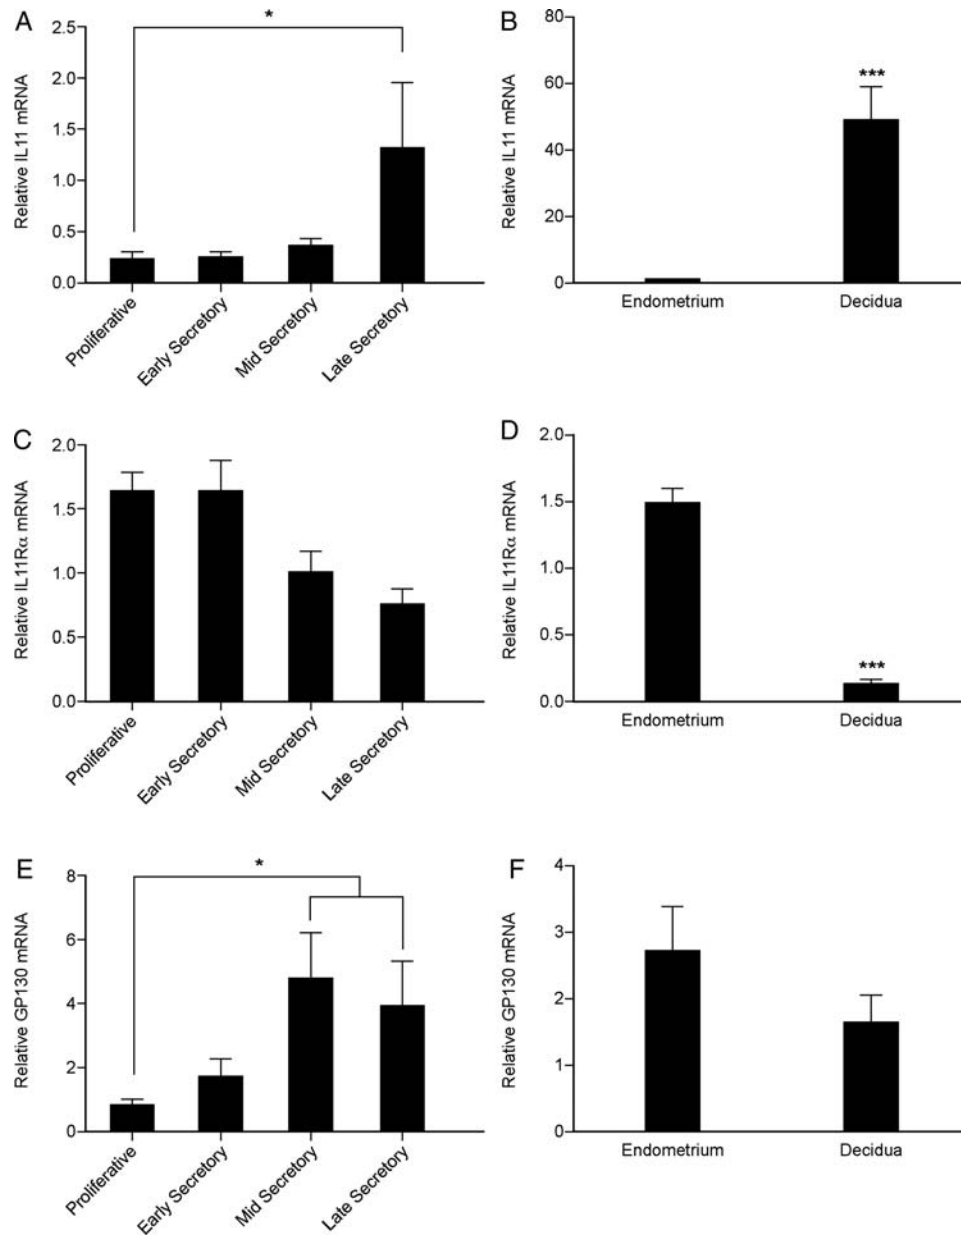 A
*
Relative IL11 mRNA
2.5
2.0
1.5
1.0
0.5
0.0
Proliferative
Early Secretory
Mid Secretory
Late Secretory
B
Relative IL11 mRNA
80
60
40
20
0
***
Endometrium
Decidua
C
Relative IL11Rα mRNA
2.0
1.5
1.0
0.5
0.0
Proliferative
Early Secretory
Mid Secretory
Late Secretory
D
Relative IL11Rα mRNA
2.0
1.5
1.0
0.5
0.0
***
Endometrium
Decidua
E
*
Relative GP130 mRNA
8
6
4
2
0
Proliferative
Early Secretory
Mid Secretory
Late Secretory
F
Relative GP130 mRNA
4
3
2
1
0
Endometrium
Decidua